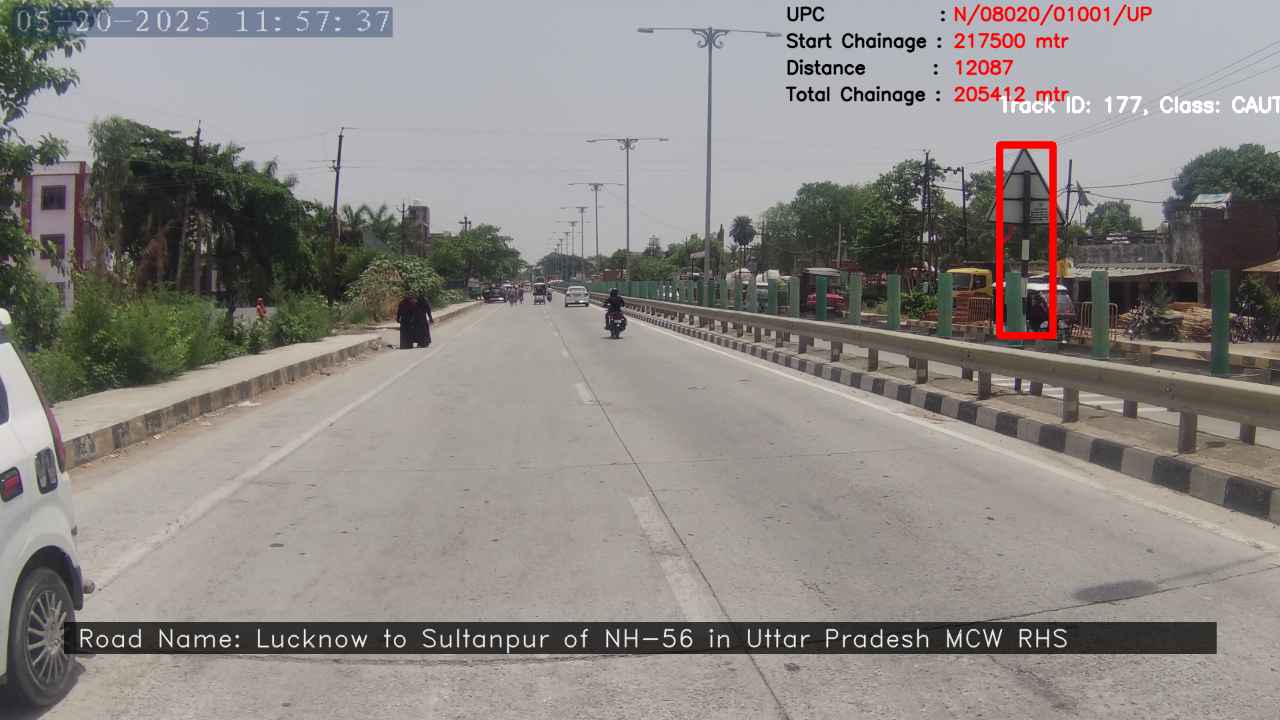 05-20-2025 11:57:37
UPC : N/08020/01001/UP
Start Chainage : 217500 mtr
Distance : 12087
Total Chainage : 205412 mtr
Track ID: 177, Class: CAUT
Road Name: Lucknow to Sultanpur of NH-56 in Uttar Pradesh MCW RHS